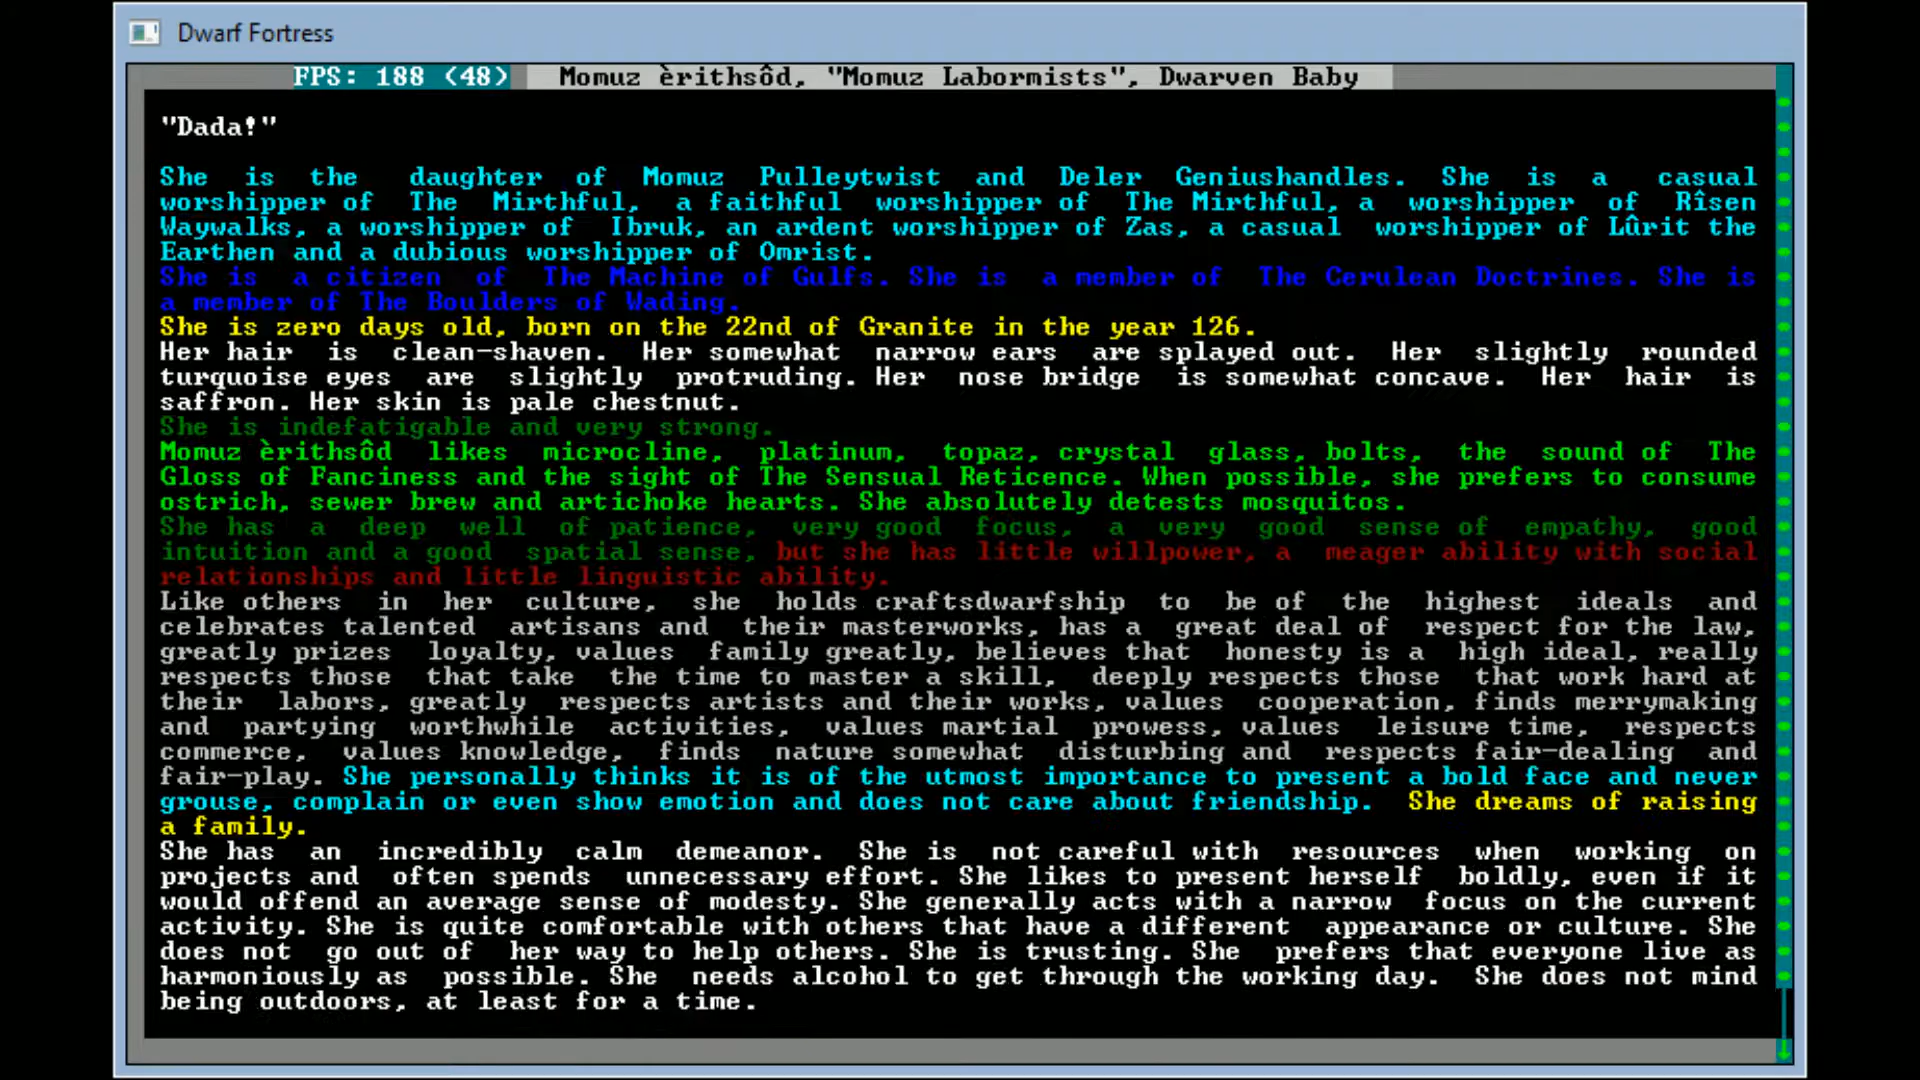 Dwarf Fortress
FPS: 188 (48) Momuz èrithsôd, "Momuz Labormists", Dwarven Baby
"Dada!"
She is the daughter of Momuz Pulleytwist and Deler Geniushandles. She is a casual
worshipper of The Mirthful, a faithful worshipper of The Mirthful, a worshipper of Rîsen
Waywalks, a worshipper of Ibruk, an ardent worshipper of Zas, a casual worshipper of Lûrit the
Earthen and a dubious worshipper of Omrist.
She is a citizen of The Machine of Gulfs. She is a member of The Cerulean Doctrines. She is
a member of The Boulders of Wading.
She is zero days old, born on the 22nd of Granite in the year 126.
Her hair is clean-shaven. Her somewhat narrow ears are splayed out. Her slightly rounded
turquoise eyes are slightly protruding. Her nose bridge is somewhat concave. Her hair is
saffron. Her skin is pale chestnut.
She is indefatigable and very strong.
Momuz èrithsôd likes microcline, platinum, topaz, crystal glass, bolts, the sound of The
Gloss of Fanciness and the sight of The Sensual Reticence. When possible, she prefers to consume
ostrich, sewer brew and artichoke hearts. She absolutely detests mosquitos.
She has a deep well of patience, very good focus, a very good sense of empathy, good
intuition and a good spatial sense, but she has little willpower, a meager ability with social
relationships and little linguistic ability.
Like others in her culture, she holds craftsdwarfship to be of the highest ideals and
celebrates talented artisans and their masterworks, has a great deal of respect for the law,
greatly prizes loyalty, values family greatly, believes that honesty is a high ideal, really
respects those that take the time to master a skill, deeply respects those that work hard at
their labors, greatly respects artists and their works, values cooperation, finds merrymaking
and partying worthwhile activities, values martial prowess, values leisure time, respects
commerce, values knowledge, finds nature somewhat disturbing and respects fair-dealing and
fair-play. She personally thinks it is of the utmost importance to present a bold face and never
grouse, complain or even show emotion and does not care about friendship. She dreams of raising
a family.
She has an incredibly calm demeanor. She is not careful with resources when working on
projects and often spends unnecessary effort. She likes to present herself boldly, even if it
would offend an average sense of modesty. She generally acts with a narrow focus on the current
activity. She is quite comfortable with others that have a different appearance or culture. She
does not go out of her way to help others. She is trusting. She prefers that everyone live as
harmoniously as possible. She needs alcohol to get through the working day. She does not mind
being outdoors, at least for a time.